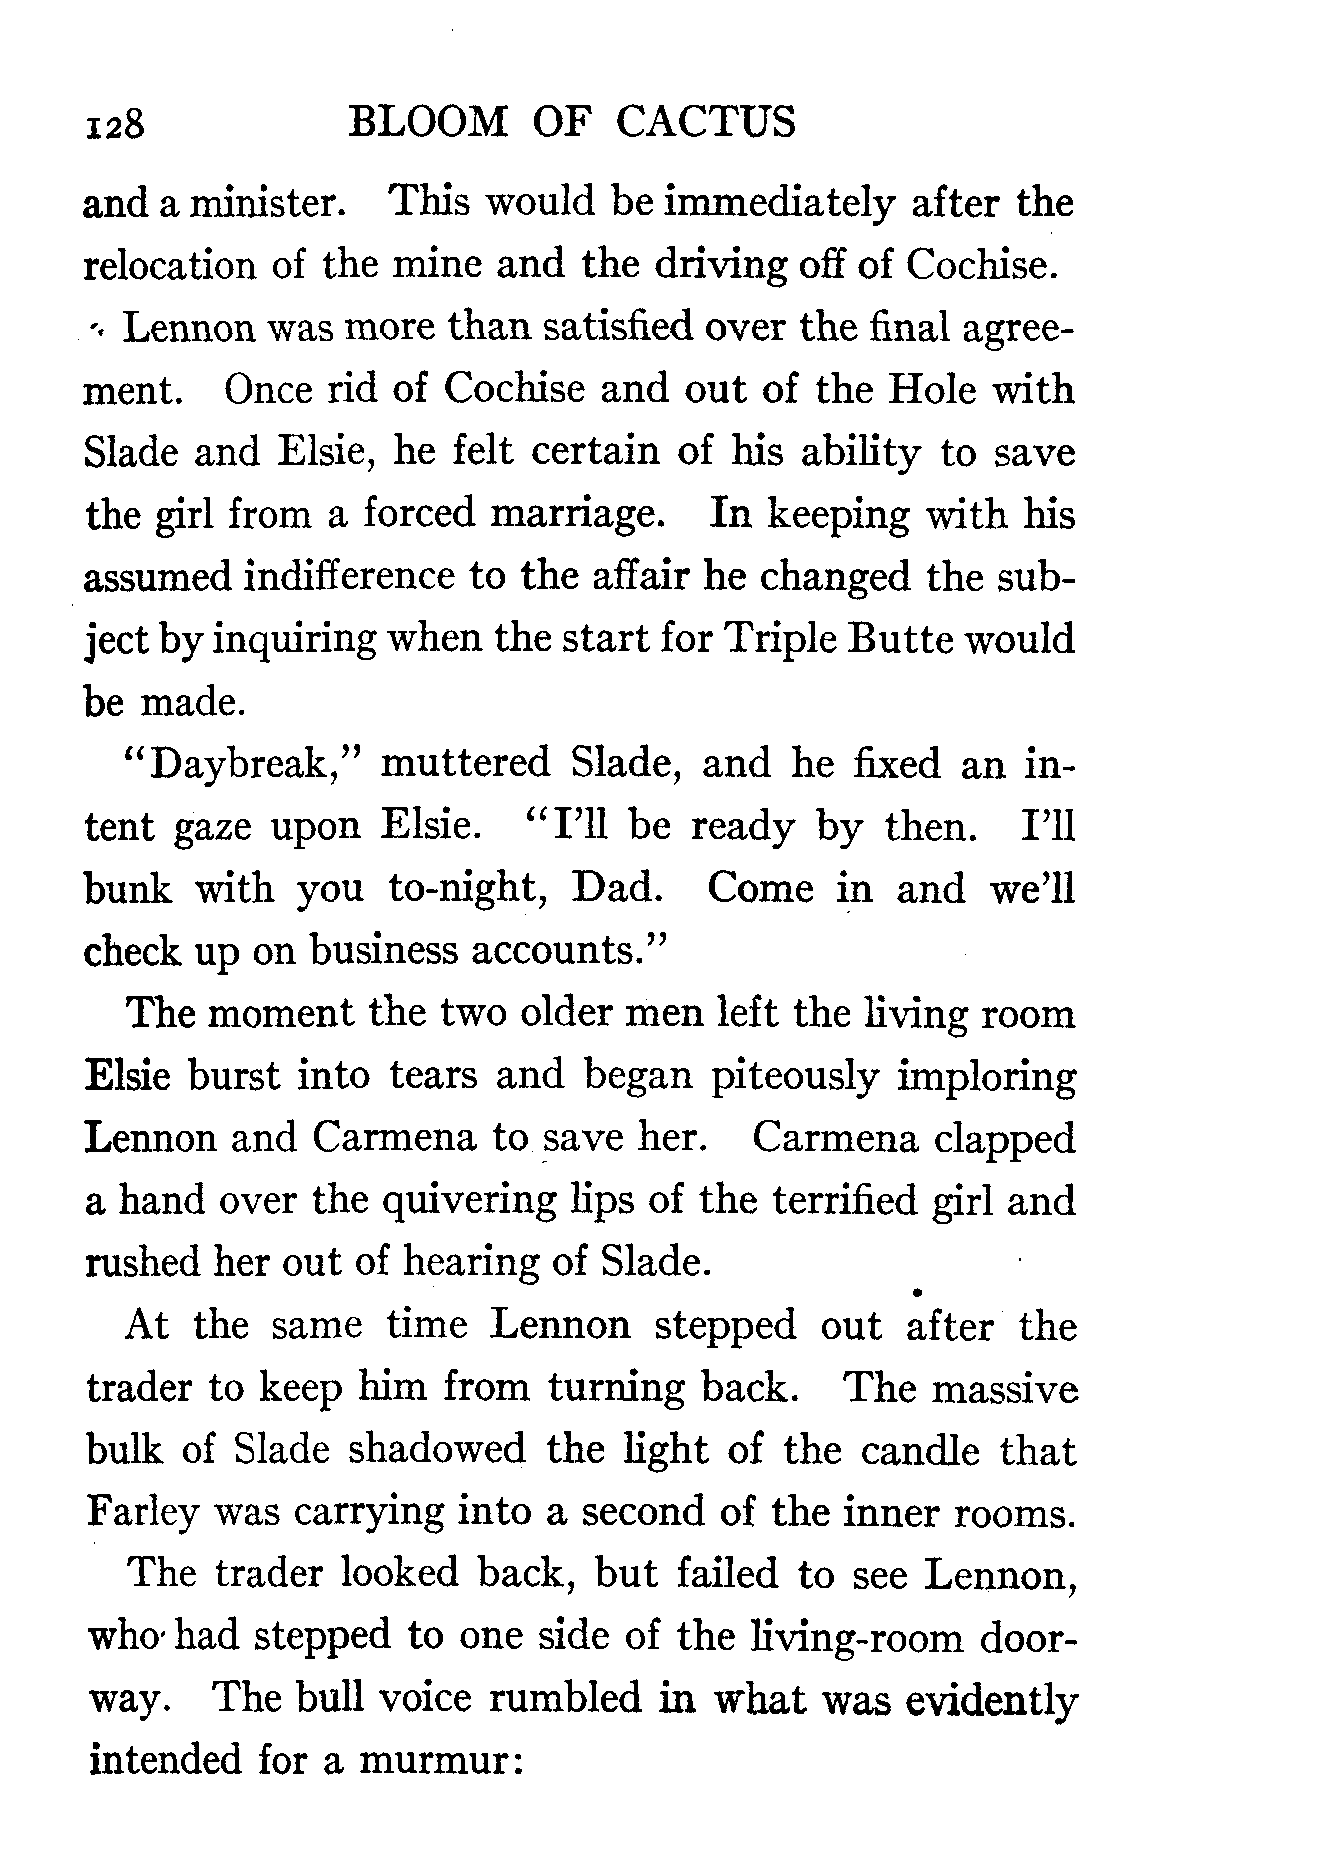 128 BLOOM OF CACTUS
and a minister. This would be immediately after the
relocation of the mine and the driving off of Cochise.
Lennon was more than satisfied over the final agree-
ment. Once rid of Cochise and out of the Hole with
Slade and Elsie, he felt certain of his ability to save
the girl from a forced marriage. In keeping with his
assumed indifference to the affair he changed the sub-
ject by inquiring when the start for Triple Butte would
be made.
"Daybreak," muttered Slade, and he fixed an in-
tent gaze upon Elsie. "I'll be ready by then. I'll
bunk with you to-night, Dad. Come in and we'll
check up on business accounts."
The moment the two older men left the living room
Elsie burst into tears and began piteously imploring
Lennon and Carmena to save her. Carmena clapped
a hand over the quivering lips of the terrified girl and
rushed her out of hearing of Slade.
At the same time Lennon stepped out after the
trader to keep him from turning back. The massive
bulk of Slade shadowed the light of the candle that
Farley was carrying into a second of the inner rooms.
The trader looked back, but failed to see Lennon,
who had stepped to one side of the living-room door-
way. The bull voice rumbled in what was evidently
intended for a murmur: